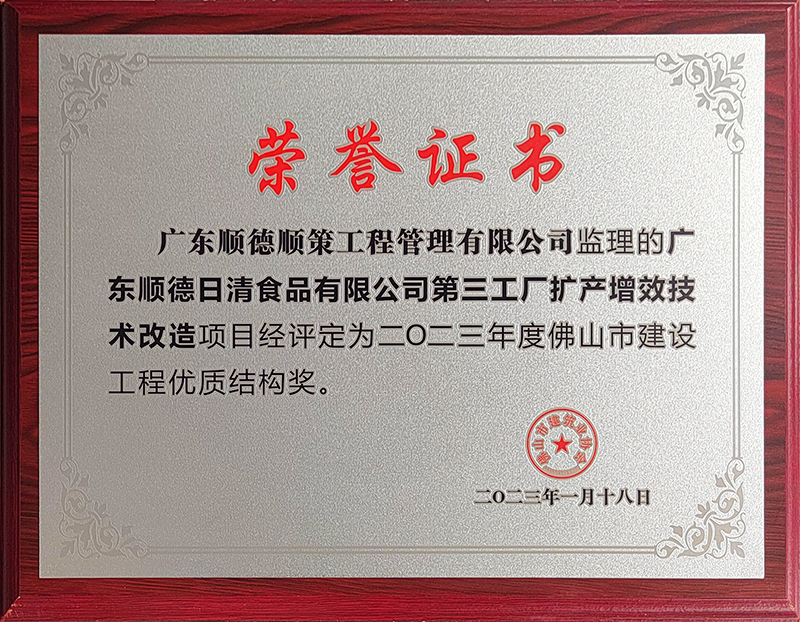 荣誉证书
广东顺德顺策工程管理有限公司监理的广
东顺德日清食品有限公司第三工厂扩产增效技
术改造项目经评定为二O二三年度佛山市建设
工程优质结构奖。
佛山市建筑业协会
二O二三年一月十八日